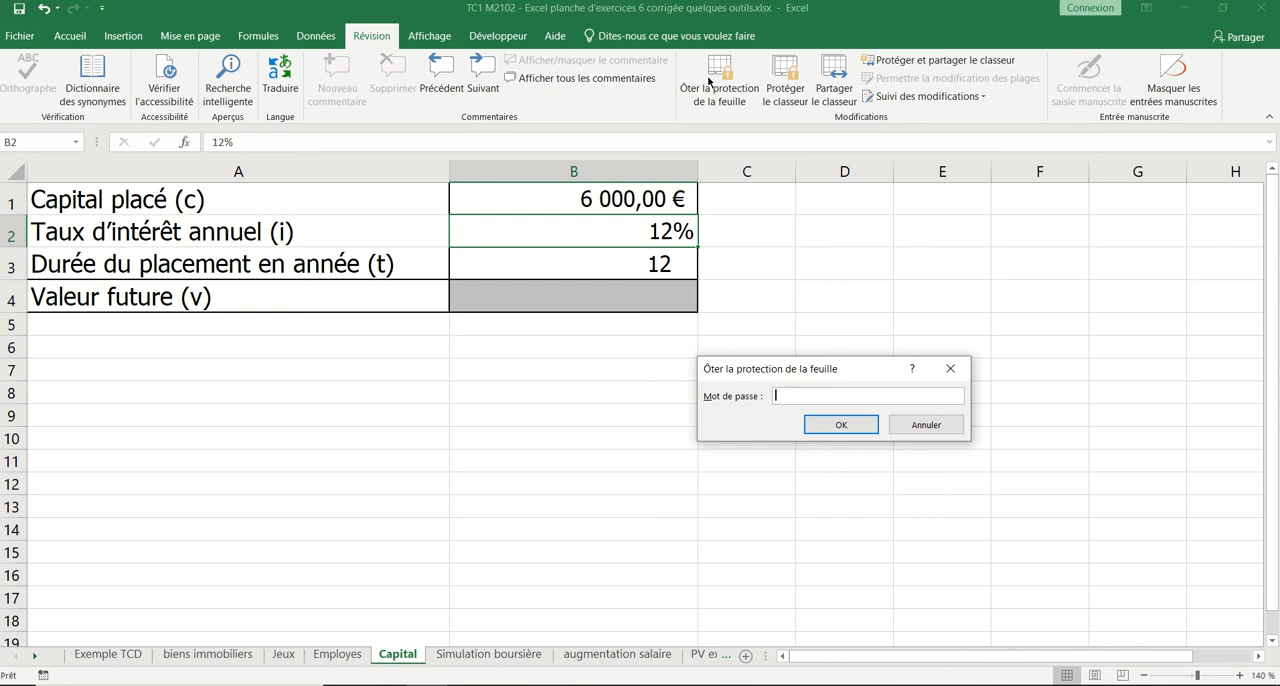 TC1 M2102 - Excel planche d'exercices 6 corrigée quelques outils.xlsx - Excel
Connexion
Fichier Accueil Insertion Mise en page Formules Données Révision Affichage Développeur Aide Dites-nous ce que vous voulez faire Partager
ABC
Orthographe
Dictionnaire
des synonymes
Vérification
Vérifier
l'accessibilité
Accessibilité
Recherche
intelligente
Aperçus
Traduire
Langue
Nouveau
commentaire
Supprimer
Précédent
Suivant
Afficher/masquer le commentaire
Afficher tous les commentaires
Commentaires
Ôter la protection
de la feuille
Protéger
le classeur
Partager
le classeur
Protéger et partager le classeur
Permettre la modification des plages
Suivi des modifications
Modifications
Commencer la
saisie manuscrite
Masquer les
entrées manuscrites
Entrée manuscrite
B2 fx 12%
A B C D E F G H
1 Capital placé (c) 6 000,00 €
2 Taux d'intérêt annuel (i) 12%
3 Durée du placement en année (t) 12
4 Valeur future (v)
5
6
7
8
9
10
11
12
13
14
15
16
17
18
19
Ôter la protection de la feuille ?
Mot de passe :
OK Annuler
Exemple TCD biens immobiliers Jeux Employes Capital Simulation boursière augmentation salaire PV ex ...
Prêt 140 %